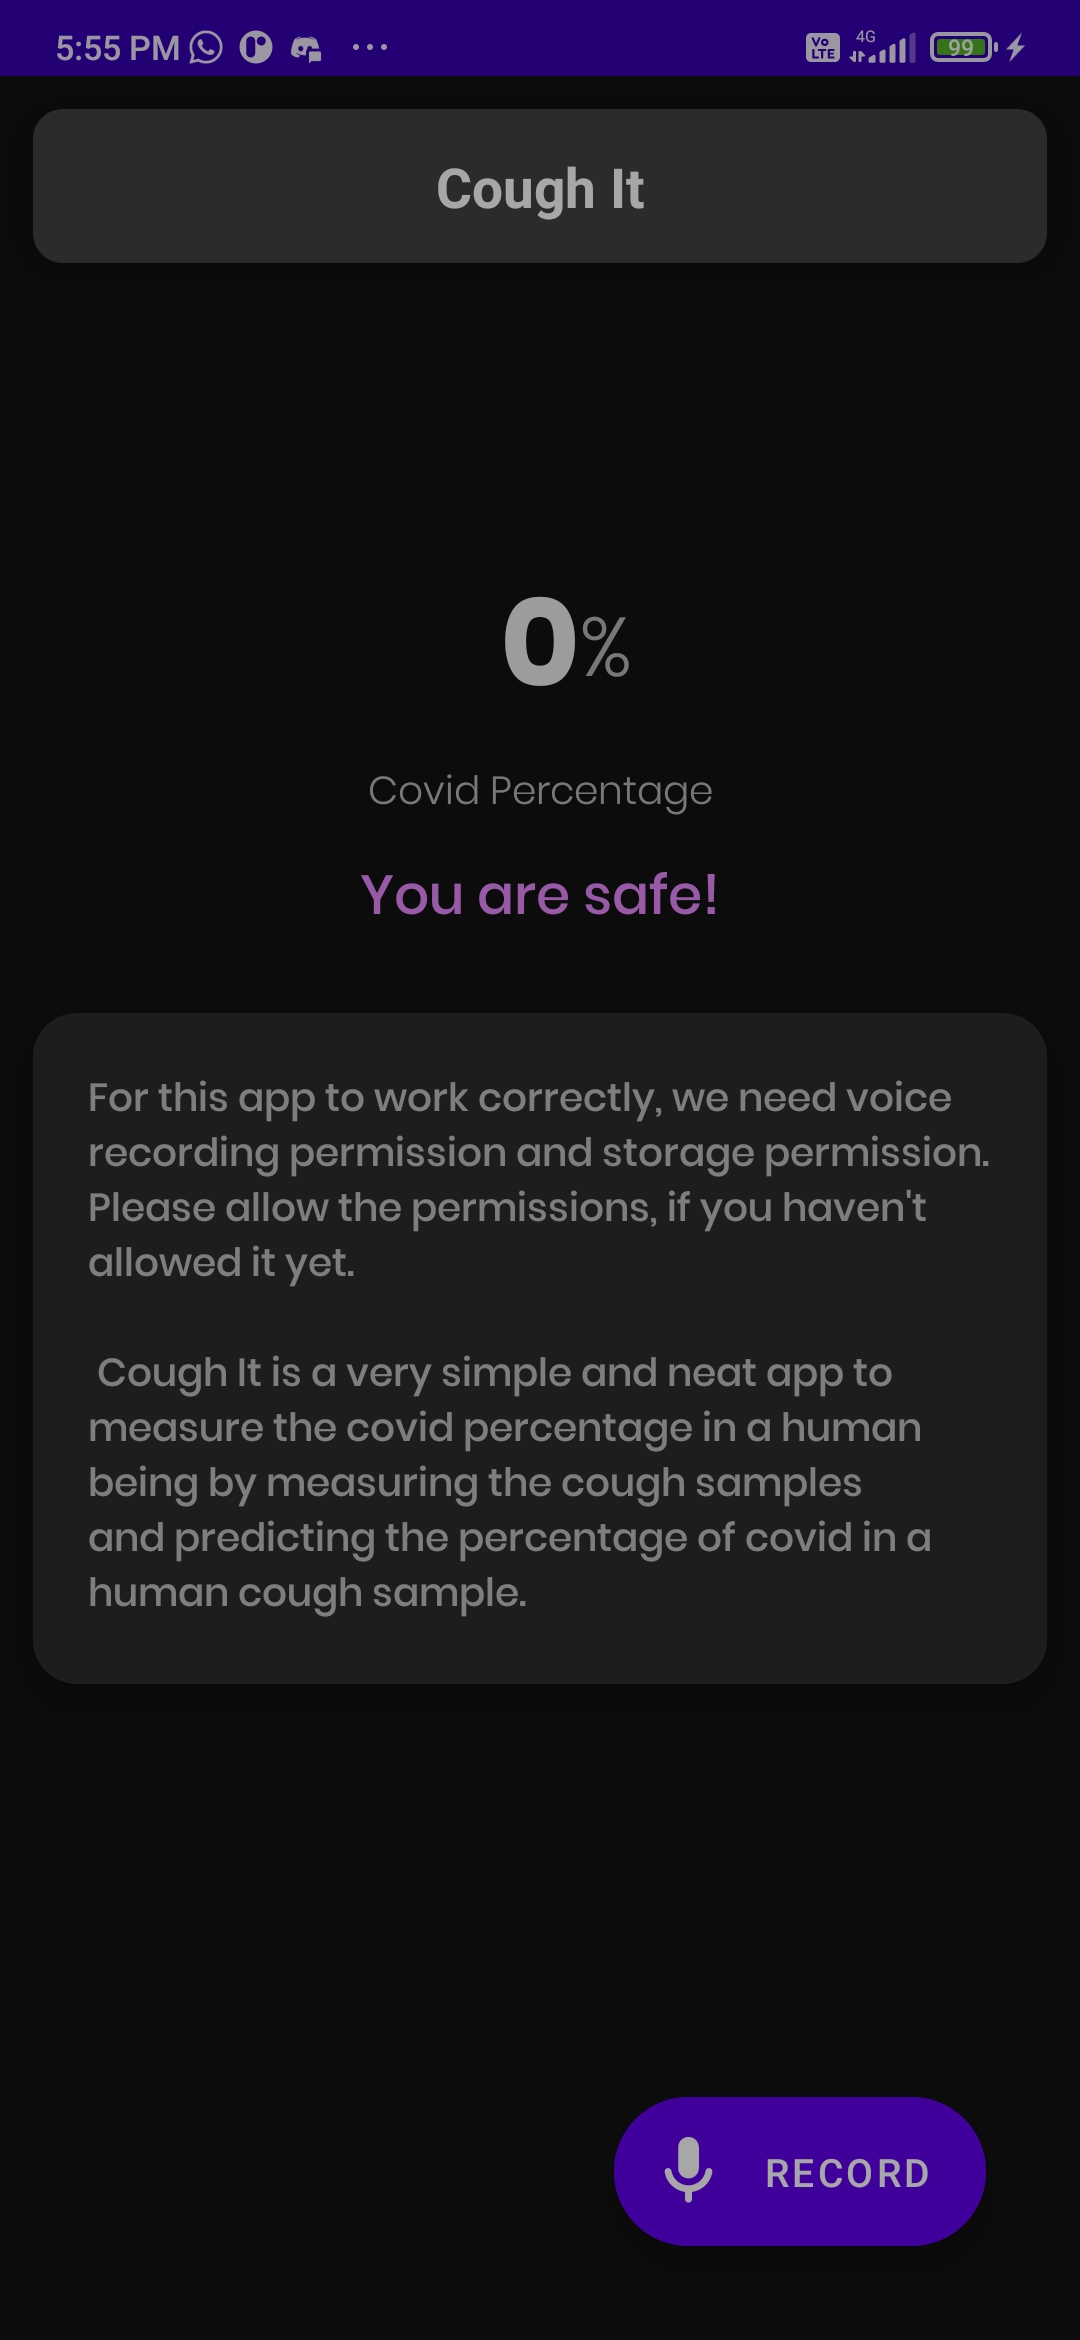 5:55 PM
Vo LTE 4G 99
Cough It
0%
Covid Percentage
You are safe!
For this app to work correctly, we need voice
recording permission and storage permission.
Please allow the permissions, if you haven't
allowed it yet.
Cough It is a very simple and neat app to
measure the covid percentage in a human
being by measuring the cough samples
and predicting the percentage of covid in a
human cough sample.
RECORD